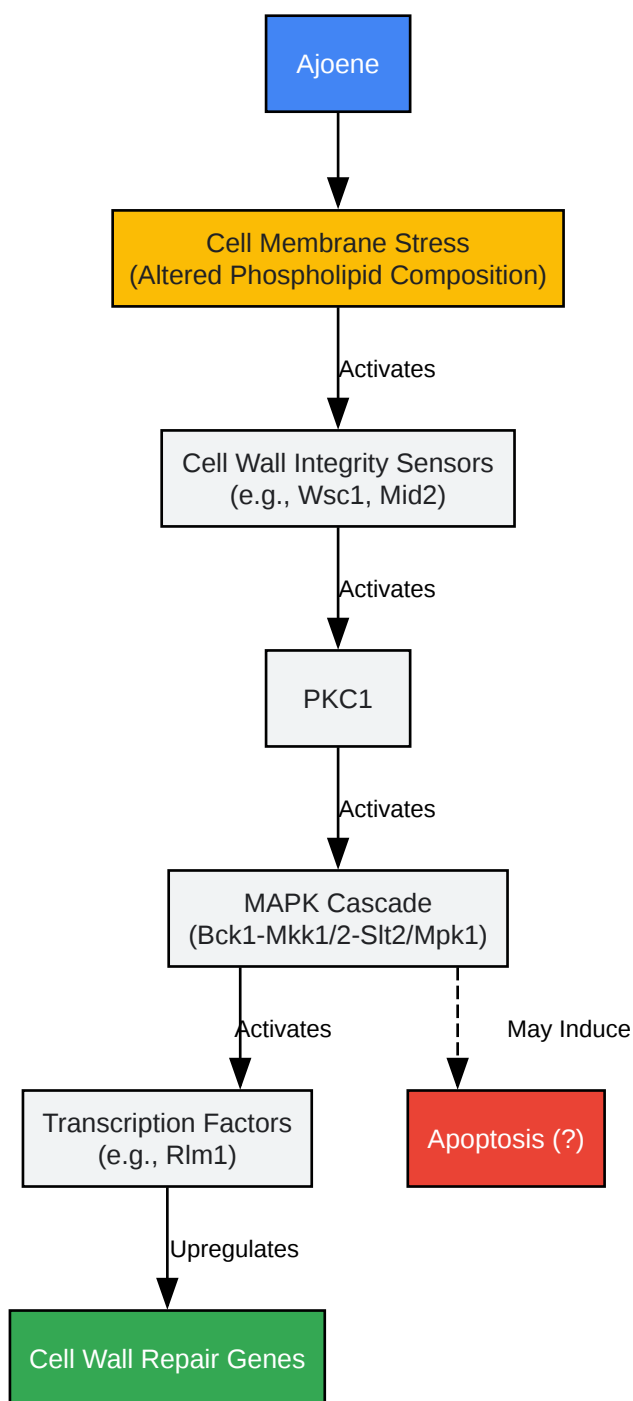 Ajoene
Cell Membrane Stress
(Altered Phospholipid Composition)
Activates
Cell Wall Integrity Sensors
(e.g., Wsc1, Mid2)
Activates
PKC1
Activates
MAPK Cascade
(Bck1-Mkk1/2-Slt2/Mpk1)
Activates
May Induce
Transcription Factors
(e.g., Rlm1)
Apoptosis (?)
Upregulates
Cell Wall Repair Genes